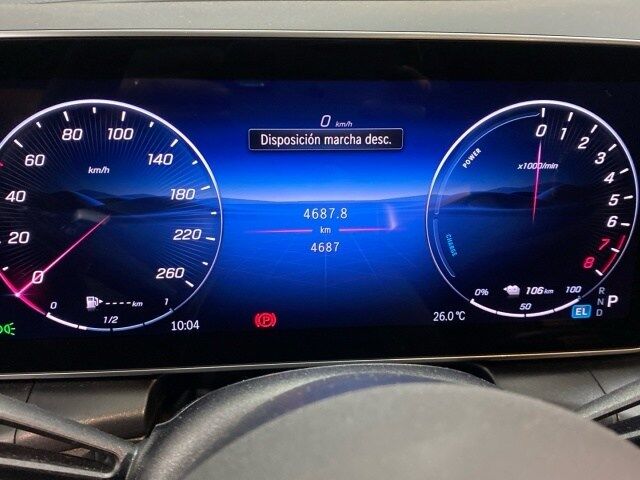 0 km/h
Disposición marcha desc.
4687.8
km
4687
0
20
40
60
80
100
140
180
220
260
km/h
0
1/2
1
----- km
10:04
P
26.0 °C
POWER
CHARGE
0
1
2
3
4
5
6
7
8
x1000/min
0%
50
100
106 km
EL
R
N
D
P